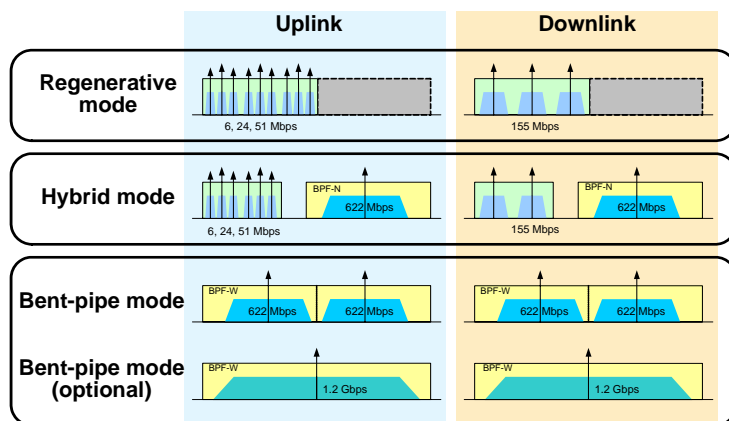 Uplink
Downlink
Regenerative
mode
6, 24, 51 Mbps
155 Mbps
Hybrid mode
BPF-N
622 Mbps
6, 24, 51 Mbps
BPF-N
622 Mbps
155 Mbps
Bent-pipe mode
BPF-W
622 Mbps
622 Mbps
BPF-W
622 Mbps
622 Mbps
Bent-pipe mode
(optional)
BPF-W
1.2 Gbps
BPF-W
1.2 Gbps